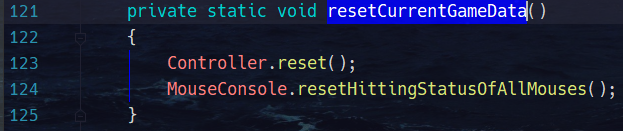 121 private static void resetCurrentGameData()
122 {
123 Controller.reset();
124 MouseConsole.resetHittingStatusOfAllMouses();
125 }